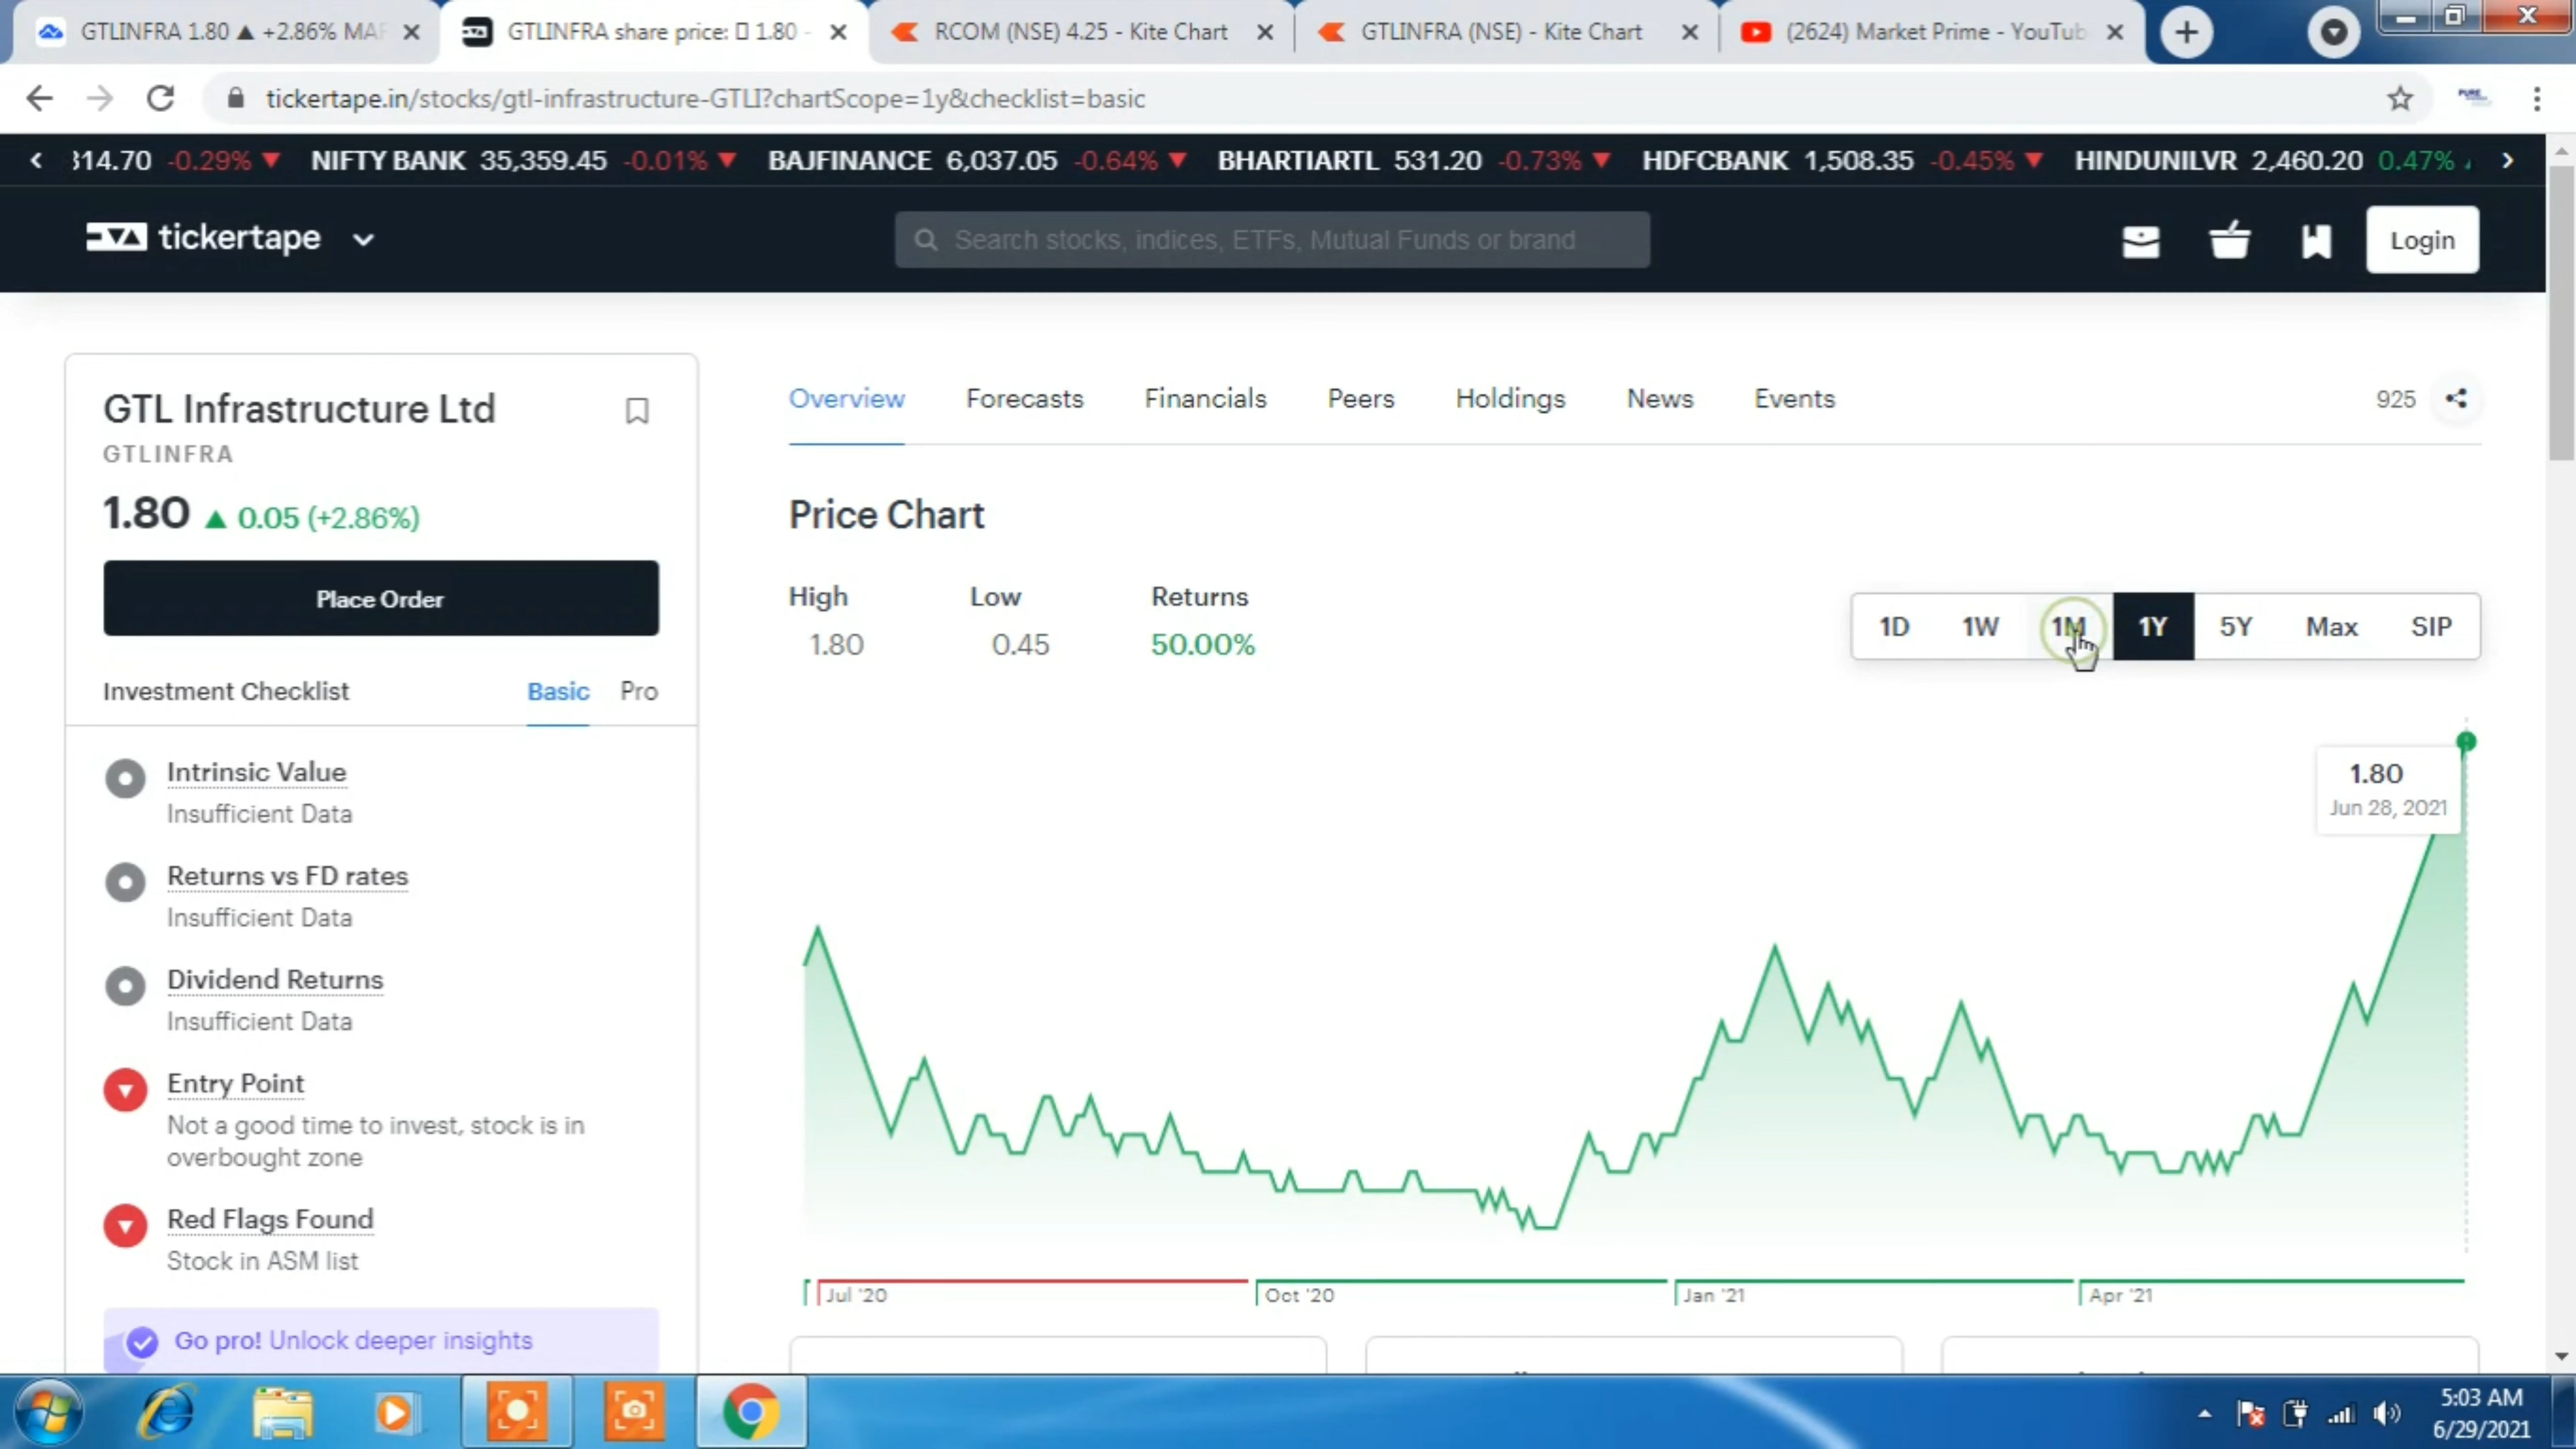 GTLINFRA 1.80 ▲ +2.86% MAR
GTLINFRA share price: ▯ 1.80 -
RCOM (NSE) 4.25 - Kite Chart
GTLINFRA (NSE) - Kite Chart
(2624) Market Prime - YouTub
tickertape.in/stocks/gtl-infrastructure-GTLI?chartScope=1y&checklist=basic
314.70 -0.29% ▼ NIFTY BANK 35,359.45 -0.01% ▼ BAJFINANCE 6,037.05 -0.64% ▼ BHARTIARTL 531.20 -0.73% ▼ HDFCBANK 1,508.35 -0.45% ▼ HINDUNILVR 2,460.20 0.47%
tickertape
Search stocks, indices, ETFs, Mutual Funds or brand
Login
GTL Infrastructure Ltd
GTLINFRA
1.80 ▲ 0.05 (+2.86%)
Place Order
Investment Checklist Basic Pro
Intrinsic Value
Insufficient Data
Returns vs FD rates
Insufficient Data
Dividend Returns
Insufficient Data
Entry Point
Not a good time to invest, stock is in
overbought zone
Red Flags Found
Stock in ASM list
Go pro! Unlock deeper insights
Overview Forecasts Financials Peers Holdings News Events
925
Price Chart
High Low Returns
1.80 0.45 50.00%
1D 1W 1M 1Y 5Y Max SIP
1.80
Jun 28, 2021
Jul '20 Oct '20 Jan '21 Apr '21
5:03 AM
6/29/2021